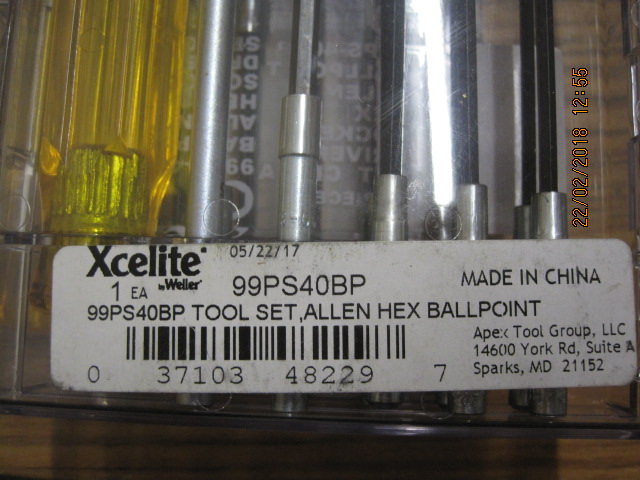 Xcelite
by Weller
05/22/17
1 EA
99PS40BP
MADE IN CHINA
99PS40BP TOOL SET,ALLEN HEX BALLPOINT
Apex Tool Group, LLC
14600 York Rd, Suite A
Sparks, MD 21152
0 37103 48229 7
22/02/2018 12:55